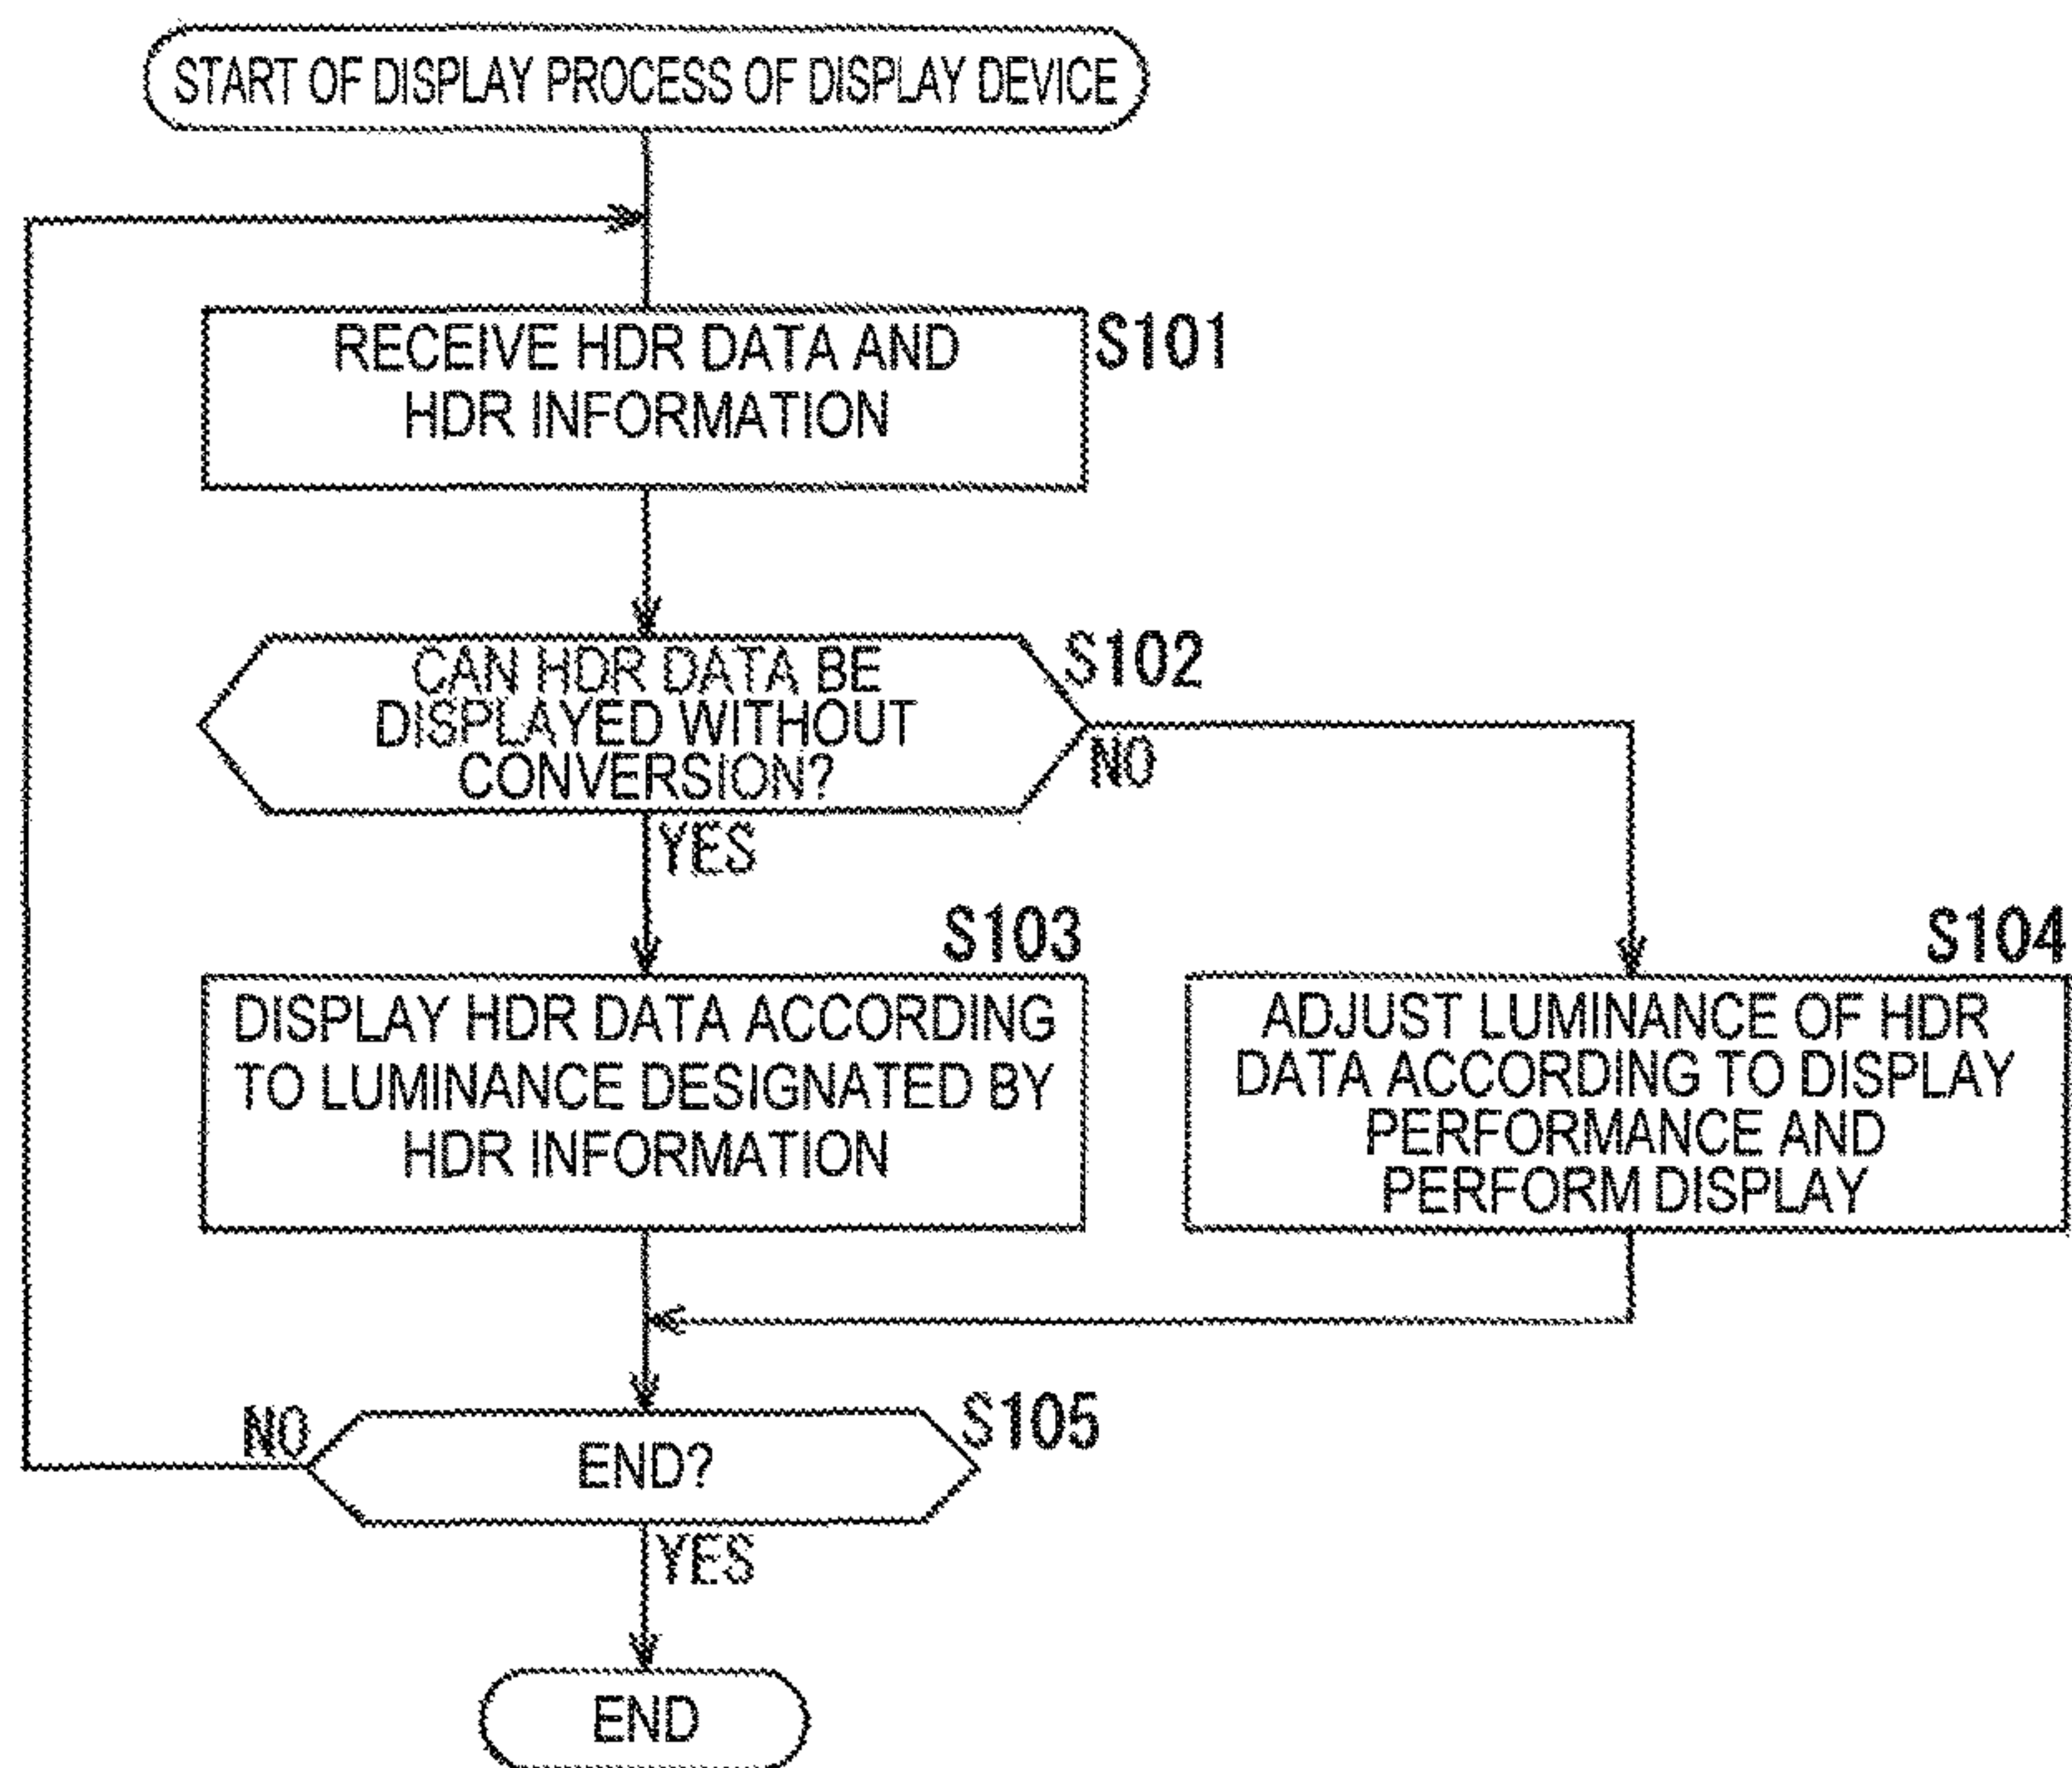 START OF DISPLAY PROCESS OF DISPLAY DEVICE
RECEIVE HDR DATA AND
HDR INFORMATION
S101
CAN HDR DATA BE
DISPLAYED WITHOUT
CONVERSION?
S102
NO
YES
S103
DISPLAY HDR DATA ACCORDING
TO LUMINANCE DESIGNATED BY
HDR INFORMATION
S104
ADJUST LUMINANCE OF HDR
DATA ACCORDING TO DISPLAY
PERFORMANCE AND
PERFORM DISPLAY
NO
END?
S105
YES
END